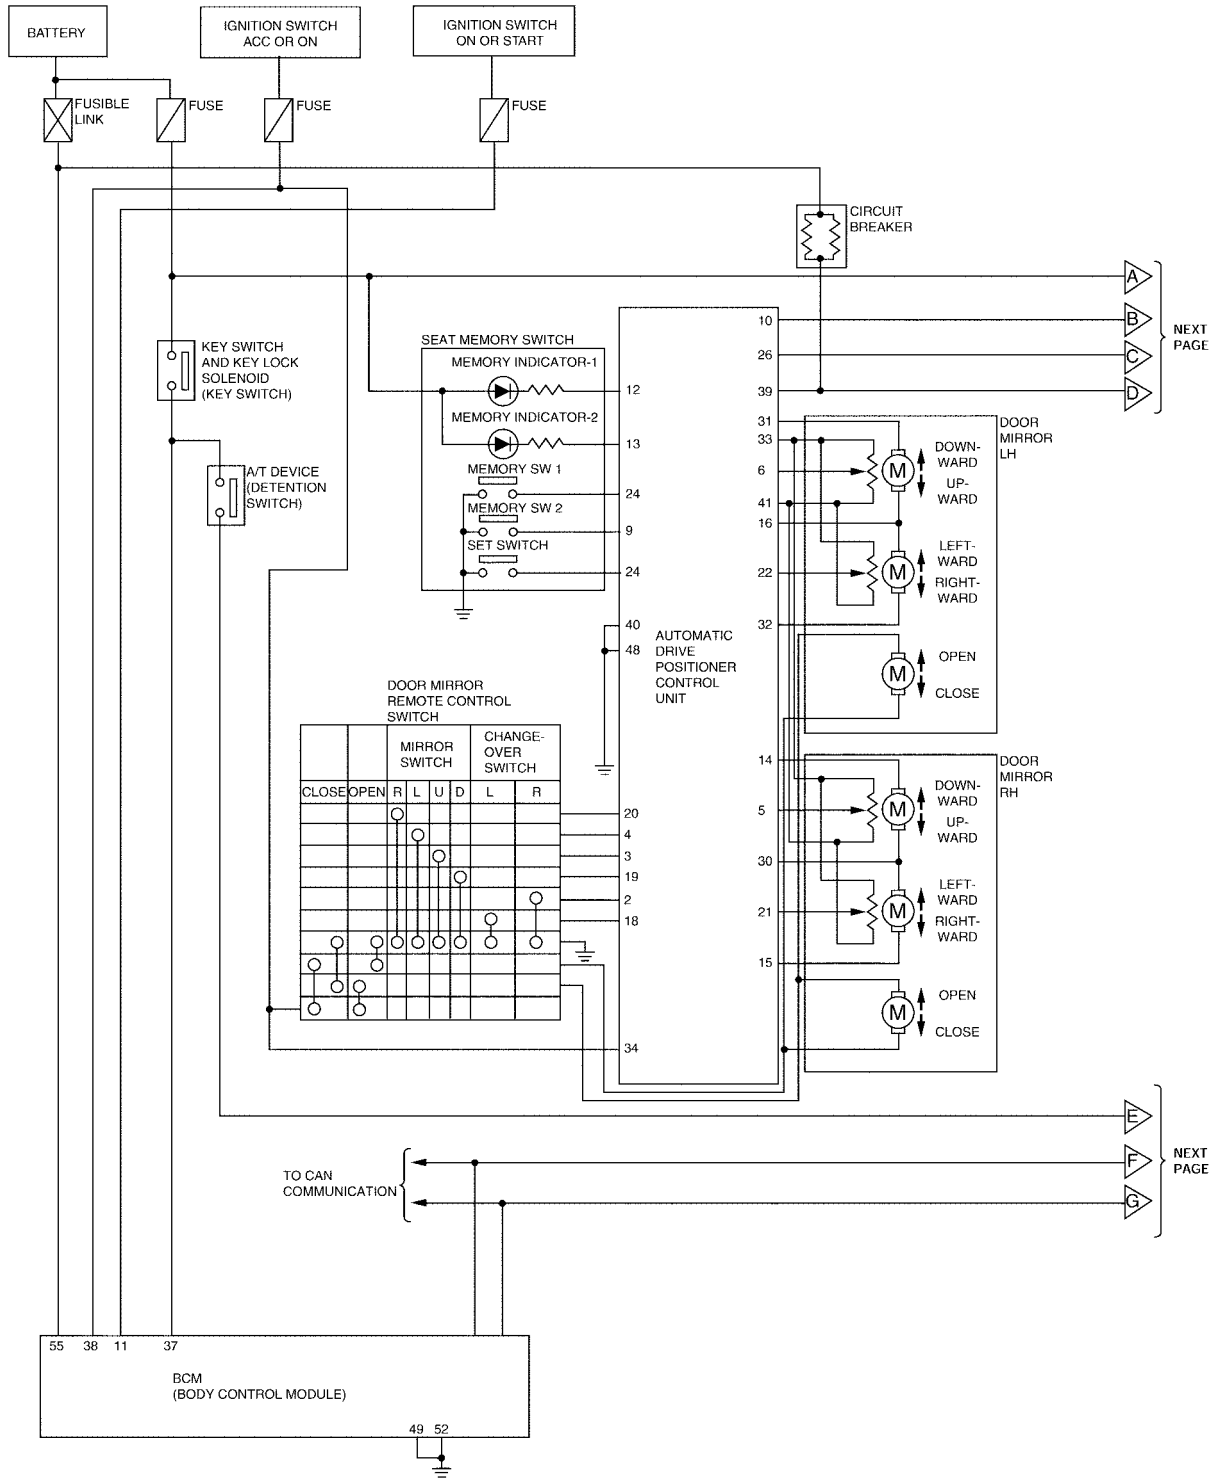 BATTERY
IGNITION SWITCH
ACC OR ON
IGNITION SWITCH
ON OR START
FUSIBLE
LINK
FUSE
FUSE
FUSE
CIRCUIT
BREAKER
A
B
C
D
NEXT
PAGE
KEY SWITCH
AND KEY LOCK
SOLENOID
(KEY SWITCH)
A/T DEVICE
(DETENTION
SWITCH)
SEAT MEMORY SWITCH
MEMORY INDICATOR-1
MEMORY INDICATOR-2
MEMORY SW 1
MEMORY SW 2
SET SWITCH
12
13
24
9
24
40
48
AUTOMATIC
DRIVE
POSITIONER
CONTROL
UNIT
10
26
39
31
33
6
41
16
22
32
DOOR
MIRROR
LH
M
DOWN-
WARD
UP-
WARD
M
LEFT-
WARD
RIGHT-
WARD
M
OPEN
CLOSE
14
5
30
21
15
DOOR
MIRROR
RH
M
DOWN-
WARD
UP-
WARD
M
LEFT-
WARD
RIGHT-
WARD
M
OPEN
CLOSE
DOOR MIRROR
REMOTE CONTROL
SWITCH
MIRROR
SWITCH
CHANGE-
OVER
SWITCH
CLOSE OPEN R L U D L R
20
4
3
19
2
18
34
E
F
G
NEXT
PAGE
TO CAN
COMMUNICATION
55 38 11 37
BCM
(BODY CONTROL MODULE)
49 52